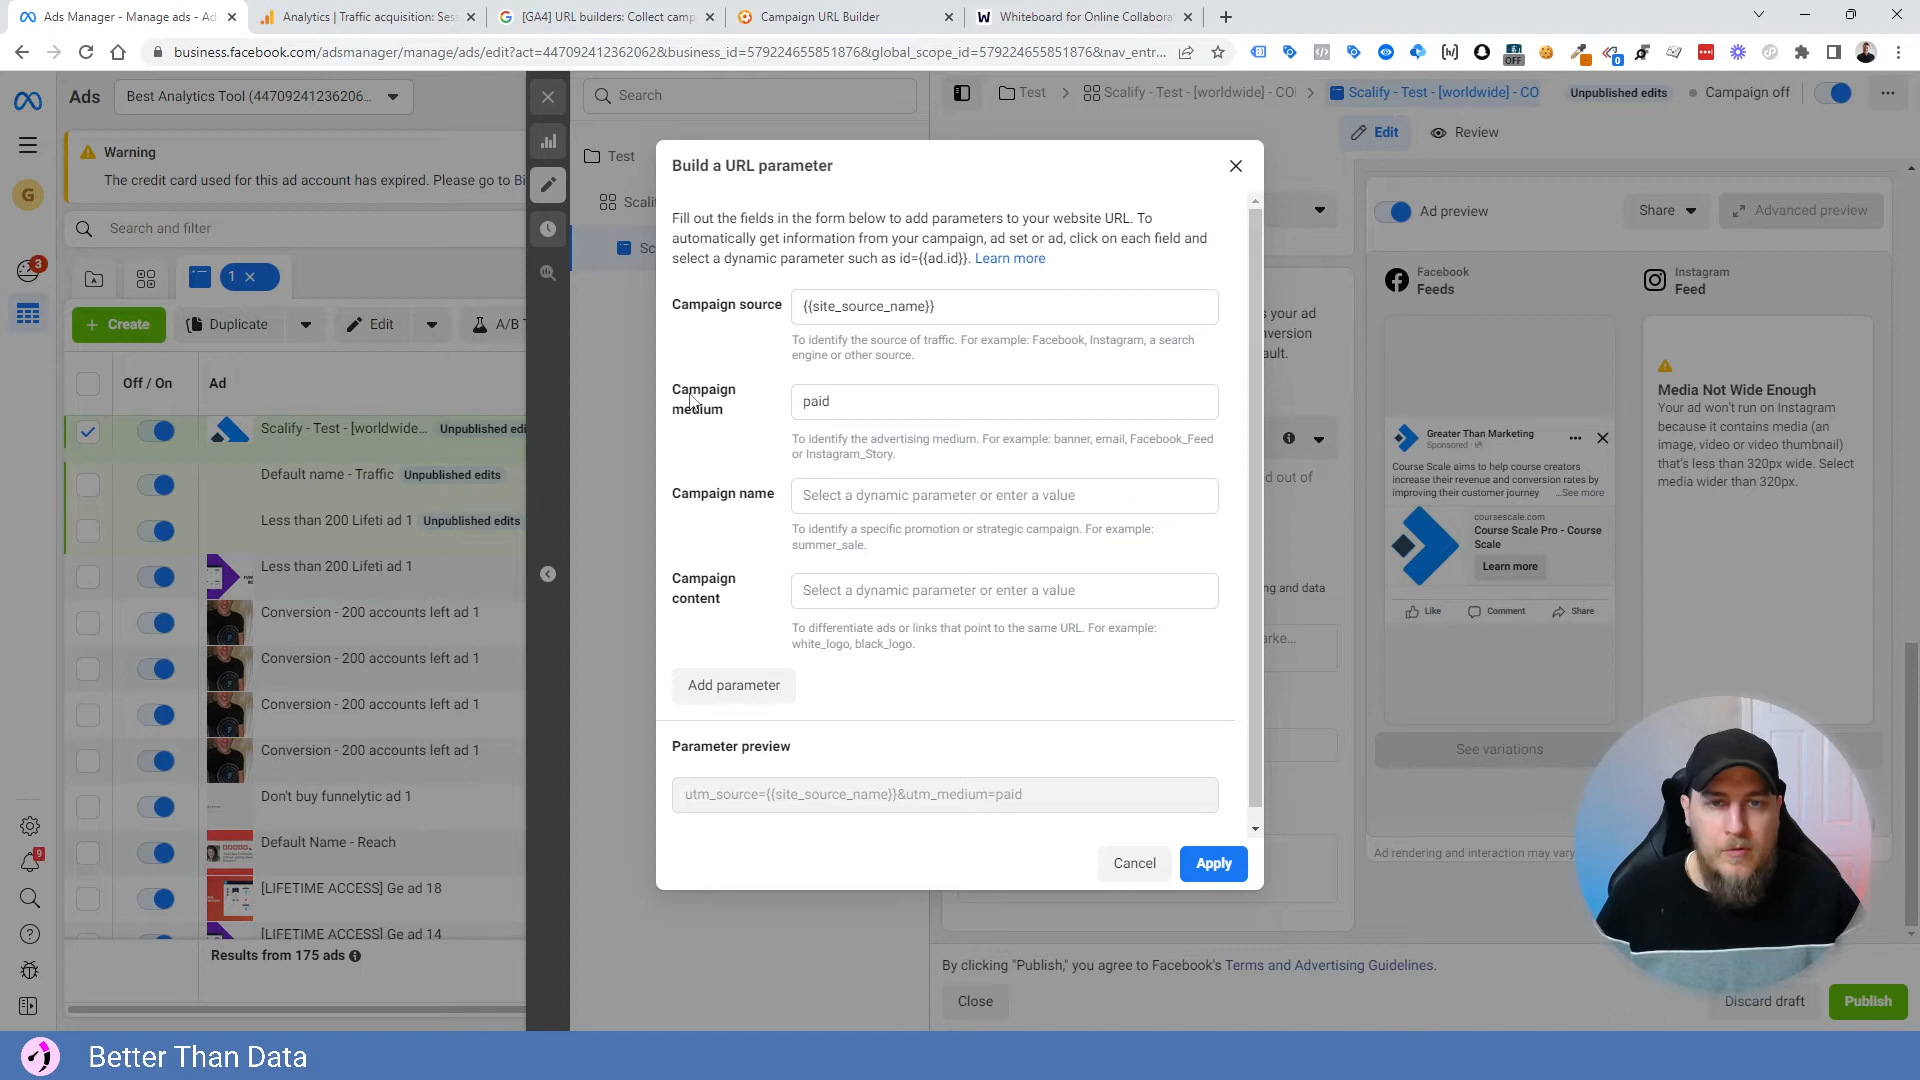 Ads Manager - Manage ads - Ad
Analytics | Traffic acquisition: Ses
[GA4] URL builders: Collect camp
Campaign URL Builder
Whiteboard for Online Collabora
business.facebook.com/adsmanager/manage/ads/edit?act=447092412362062&business_id=579224655851876&global_scope_id=579224655851876&nav_entr...
Ads
Best Analytics Tool (44709241236206...
Search
Test
Scalify - Test - [worldwide] - CO
Scalify - Test - [worldwide] - CO
Unpublished edits
Campaign off
Edit
Review
Warning
The credit card used for this ad account has expired. Please go to Bi
G
Search and filter
3
1
Create
Duplicate
Edit
A/B T
Off / On
Ad
Scalify - Test - [worldwide...
Unpublished edi
Default name - Traffic
Unpublished edits
Less than 200 Lifeti ad 1
Unpublished edits
Less than 200 Lifeti ad 1
Conversion - 200 accounts left ad 1
Conversion - 200 accounts left ad 1
Conversion - 200 accounts left ad 1
Conversion - 200 accounts left ad 1
Don't buy funnelytic ad 1
Default Name - Reach
[LIFETIME ACCESS] Ge ad 18
[LIFETIME ACCESS] Ge ad 14
Results from 175 ads
9
Test
Scalif
Sc
Build a URL parameter
Fill out the fields in the form below to add parameters to your website URL. To
automatically get information from your campaign, ad set or ad, click on each field and
select a dynamic parameter such as id={{ad.id}}. Learn more
Campaign source
{{site_source_name}}
To identify the source of traffic. For example: Facebook, Instagram, a search
engine or other source.
Campaign
medium
paid
To identify the advertising medium. For example: banner, email, Facebook_Feed
or Instagram_Story.
Campaign name
Select a dynamic parameter or enter a value
To identify a specific promotion or strategic campaign. For example:
summer_sale.
Campaign
content
Select a dynamic parameter or enter a value
To differentiate ads or links that point to the same URL. For example:
white_logo, black_logo.
Add parameter
Parameter preview
utm_source={{site_source_name}}&utm_medium=paid
Cancel
Apply
s your ad
nversion
ault.
d out of
ng and data
arke...
Ad preview
Share
Advanced preview
Facebook
Feeds
Instagram
Feed
Greater Than Marketing
Sponsored
Course Scale aims to help course creators
increase their revenue and conversion rates by
improving their customer journey ...See more
coursescale.com
Course Scale Pro - Course
Scale
Learn more
Like
Comment
Share
Media Not Wide Enough
Your ad won't run on Instagram
because it contains media (an
image, video or video thumbnail)
that's less than 320px wide. Select
media wider than 320px.
See variations
Ad rendering and interaction may vary
By clicking "Publish," you agree to Facebook's Terms and Advertising Guidelines.
Close
Discard draft
Publish
Better Than Data